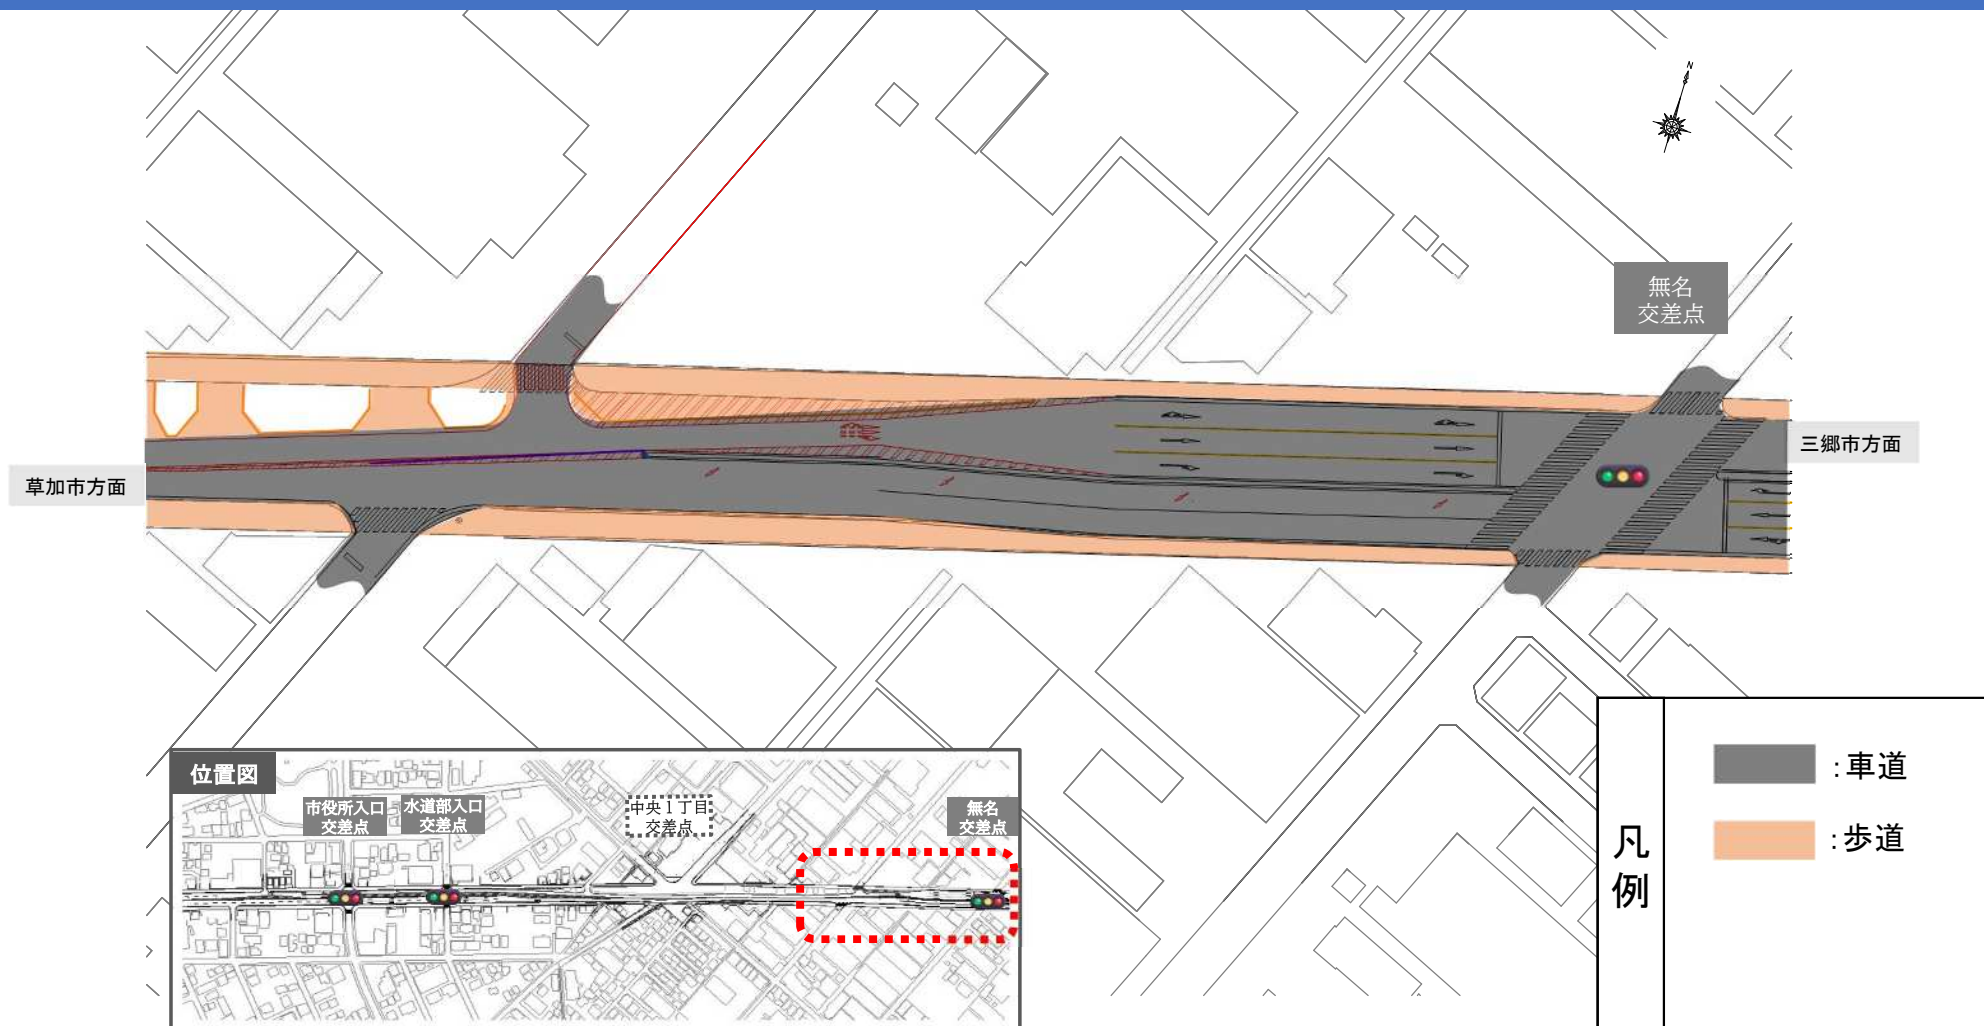 N
無名
交差点
三郷市方面
草加市方面
位置図
市役所入口
交差点
水道部入口
交差点
中央１丁目
交差点
無名
交差点
凡
例
:車道
:歩道